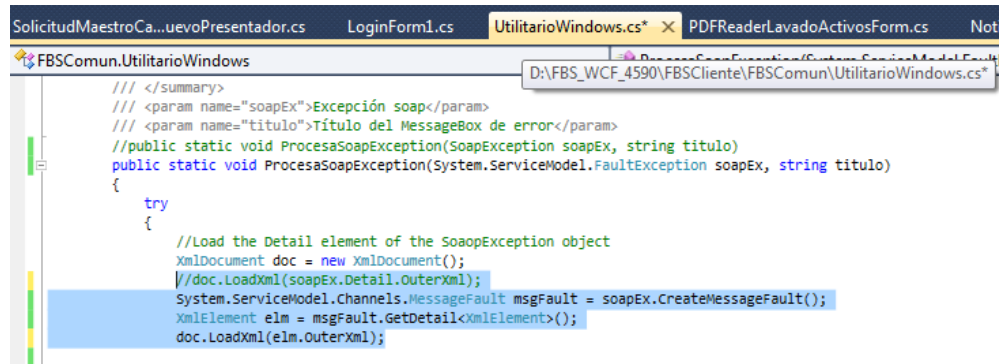 SolicitudMaestroCa...uevoPresentador.cs LoginForm1.cs UtilitarioWindows.cs* PDFReaderLavadoActivosForm.cs Not
FBSComun.UtilitarioWindows
D:\FBS_WCF_4590\FBSCliente\FBSComun\UtilitarioWindows.cs*
/// </summary>
/// <param name="soapEx">Excepción soap</param>
/// <param name="titulo">Título del MessageBox de error</param>
//public static void ProcesaSoapException(SoapException soapEx, string titulo)
public static void ProcesaSoapException(System.ServiceModel.FaultException soapEx, string titulo)
{
try
{
//Load the Detail element of the SoaopException object
XmlDocument doc = new XmlDocument();
//doc.LoadXml(soapEx.Detail.OuterXml);
System.ServiceModel.Channels.MessageFault msgFault = soapEx.CreateMessageFault();
XmlElement elm = msgFault.GetDetail<XmlElement>();
doc.LoadXml(elm.OuterXml);